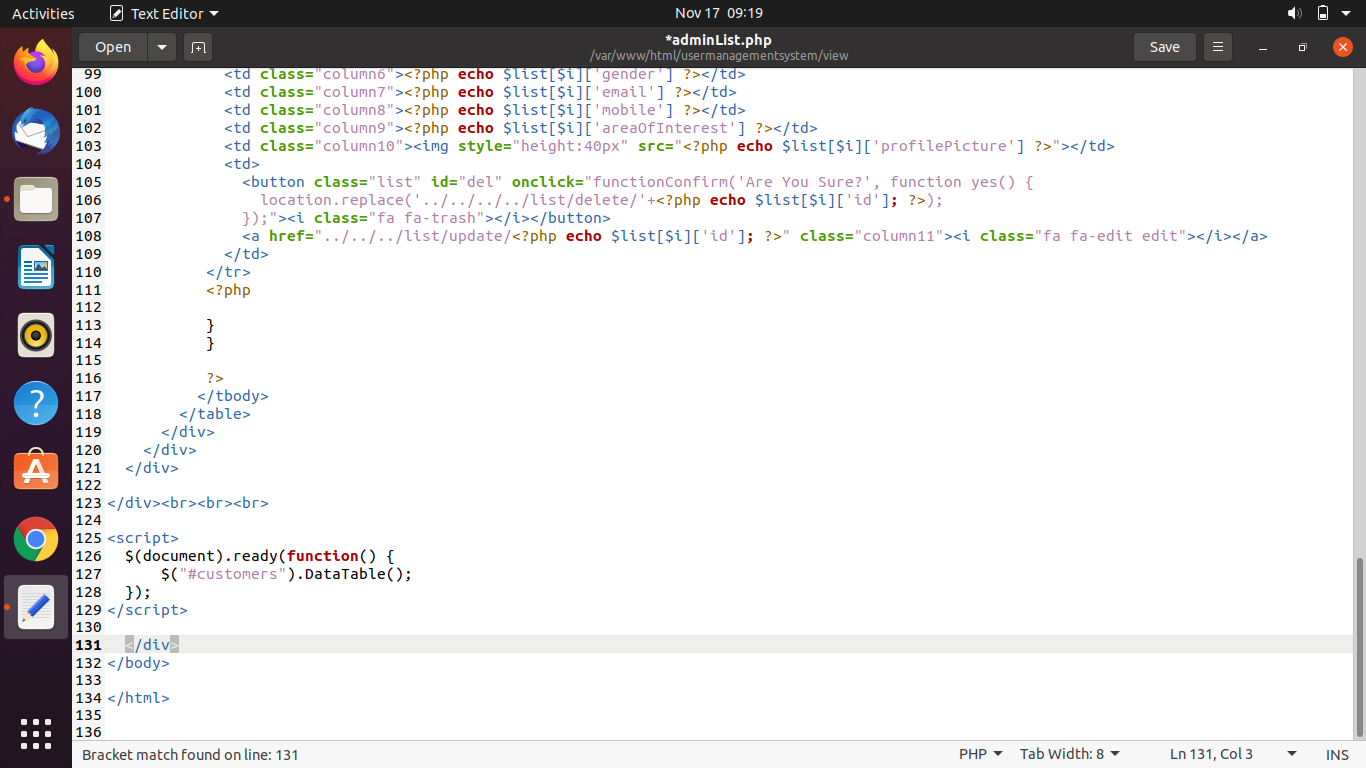 Activities Text Editor Nov 17 09:19
Open *adminList.php Save
/var/www/html/usermanagementsystem/view
99 <td class="column6"><?php echo $list[$i]['gender'] ?></td>
100 <td class="column7"><?php echo $list[$i]['email'] ?></td>
101 <td class="column8"><?php echo $list[$i]['mobile'] ?></td>
102 <td class="column9"><?php echo $list[$i]['areaOfInterest'] ?></td>
103 <td class="column10"><img style="height:40px" src="<?php echo $list[$i]['profilePicture'] ?>"></td>
104 <td>
105 <button class="list" id="del" onclick="functionConfirm('Are You Sure?', function yes() {
106 location.replace('../../../../list/delete/'+<?php echo $list[$i]['id']; ?>);
107 });"><i class="fa fa-trash"></i></button>
108 <a href="../../../list/update/<?php echo $list[$i]['id']; ?>" class="column11"><i class="fa fa-edit edit"></i></a>
109 </td>
110 </tr>
111 <?php
112
113 }
114 }
115
116 ?>
117 </tbody>
118 </table>
119 </div>
120 </div>
121 </div>
122
123 </div><br><br><br>
124
125 <script>
126 $(document).ready(function() {
127 $("#customers").DataTable();
128 });
129 </script>
130
131 </div>
132 </body>
133
134 </html>
135
136
Bracket match found on line: 131 PHP Tab Width: 8 Ln 131, Col 3 INS